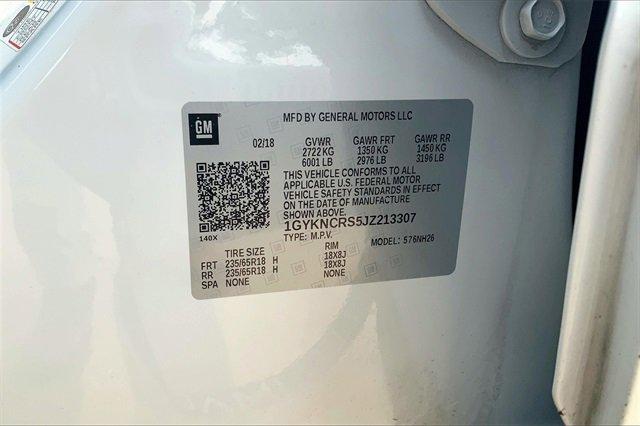 MFD BY GENERAL MOTORS LLC
GM
02/18 GVWR GAWR FRT GAWR RR
2722 KG 1350 KG 1450 KG
6001 LB 2976 LB 3196 LB
THIS VEHICLE CONFORMS TO ALL
APPLICABLE U.S. FEDERAL MOTOR
VEHICLE SAFETY STANDARDS IN EFFECT
ON THE DATE OF MANUFACTURE
SHOWN ABOVE.
1GYKNCRS5JZ213307
140X TYPE: M.P.V. MODEL: 576NH26
TIRE SIZE RIM
FRT 235/65R18 H 18X8J
RR 235/65R18 H 18X8J
SPA NONE NONE